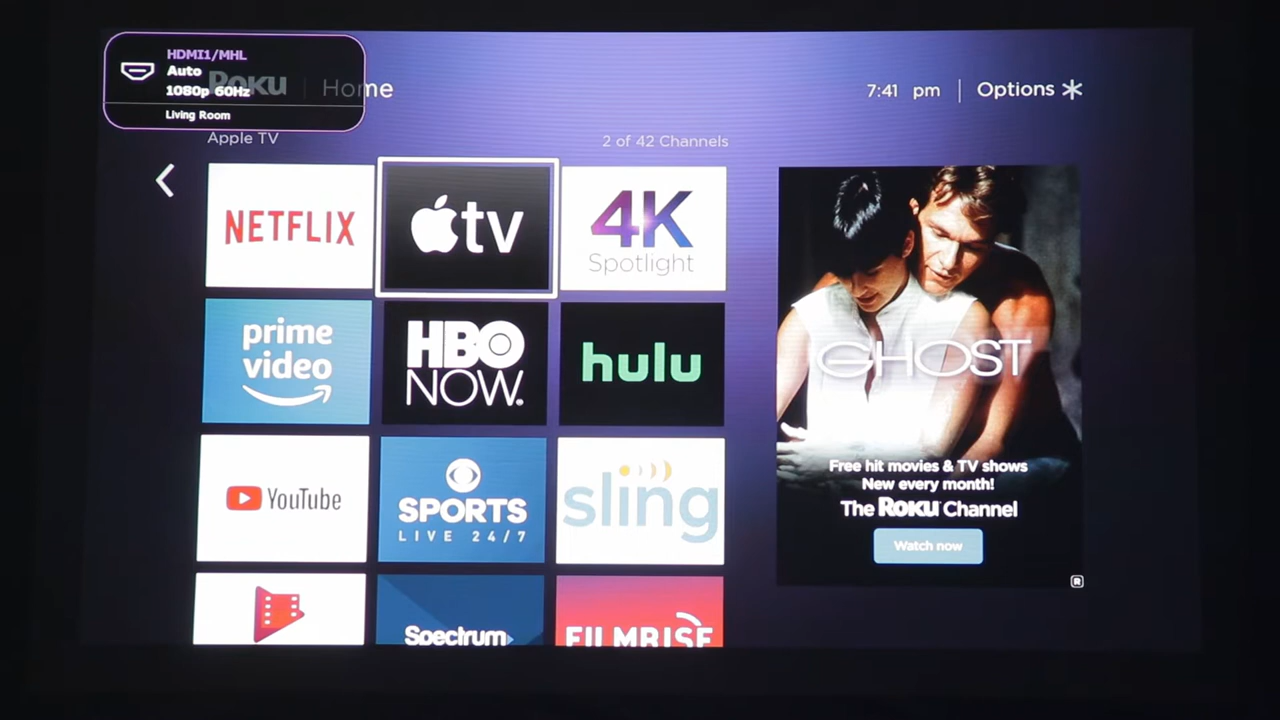 HDMI1/MHL
Auto
1080p 60Hz
Living Room
Roku | Home
7:41 pm | Options
Apple TV
2 of 42 Channels
NETFLIX
tv
4K
Spotlight
prime
video
HBO
NOW.
hulu
YouTube
SPORTS
LIVE 24/7
sling
Spectrum
FILMRISE
GHOST
Free hit movies & TV shows
New every month!
The Roku Channel
Watch now
R